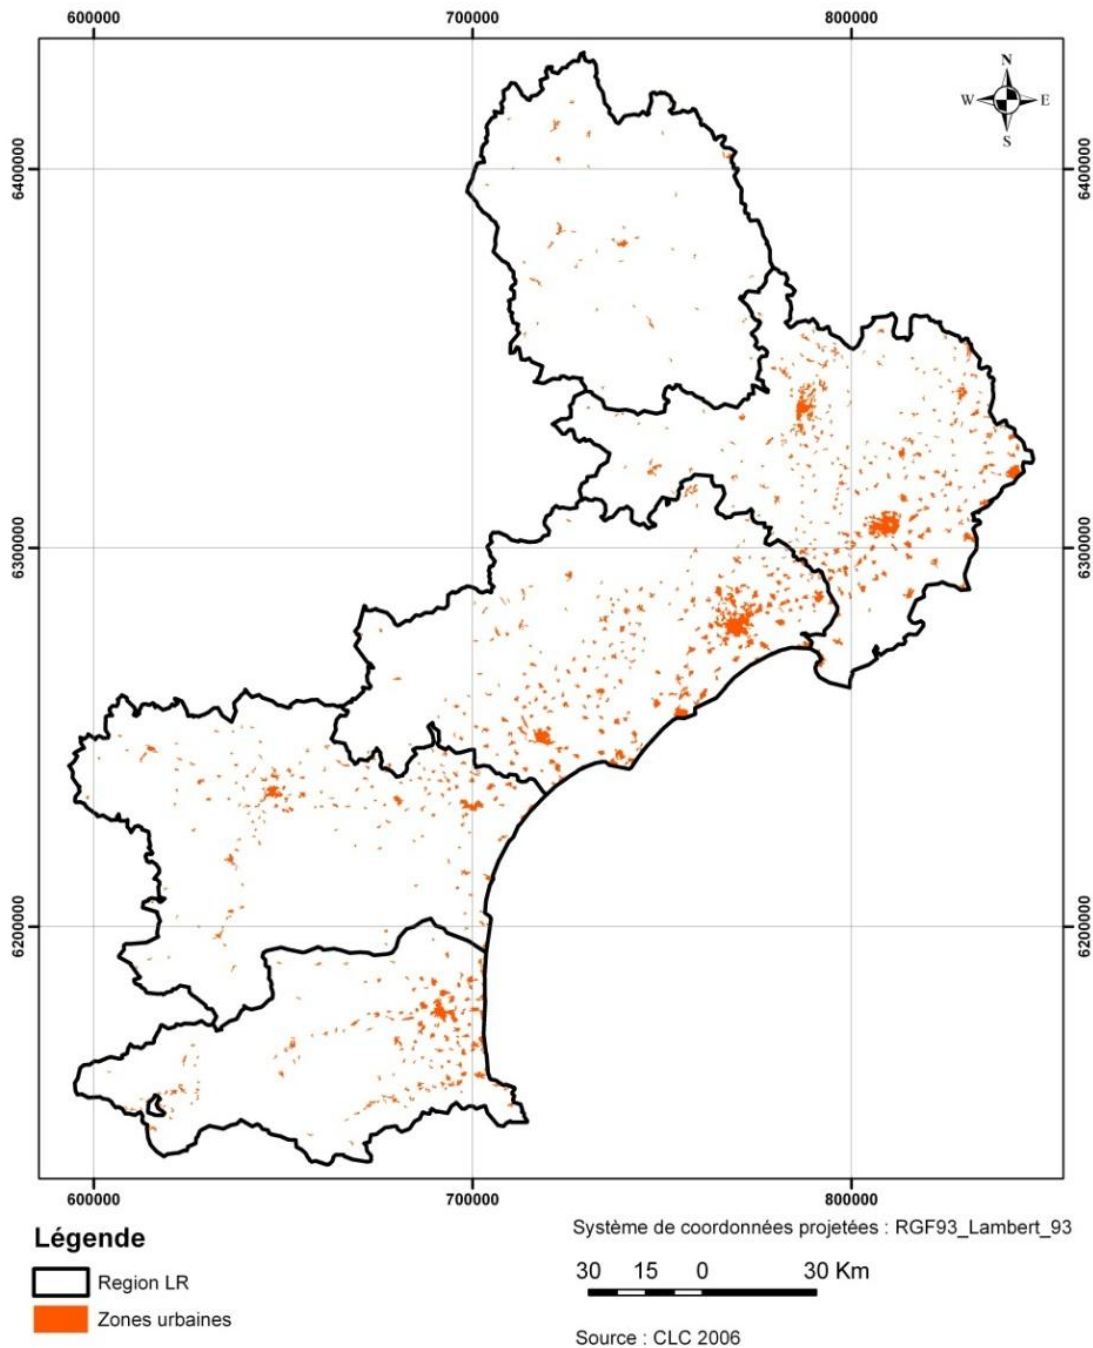 600000 700000 800000
N
W E
S
6400000 6400000
6300000 6300000
6200000 6200000
600000 700000 800000
Légende
Region LR
Zones urbaines
Système de coordonnées projetées : RGF93_Lambert_93
30 15 0 30 Km
Source : CLC 2006